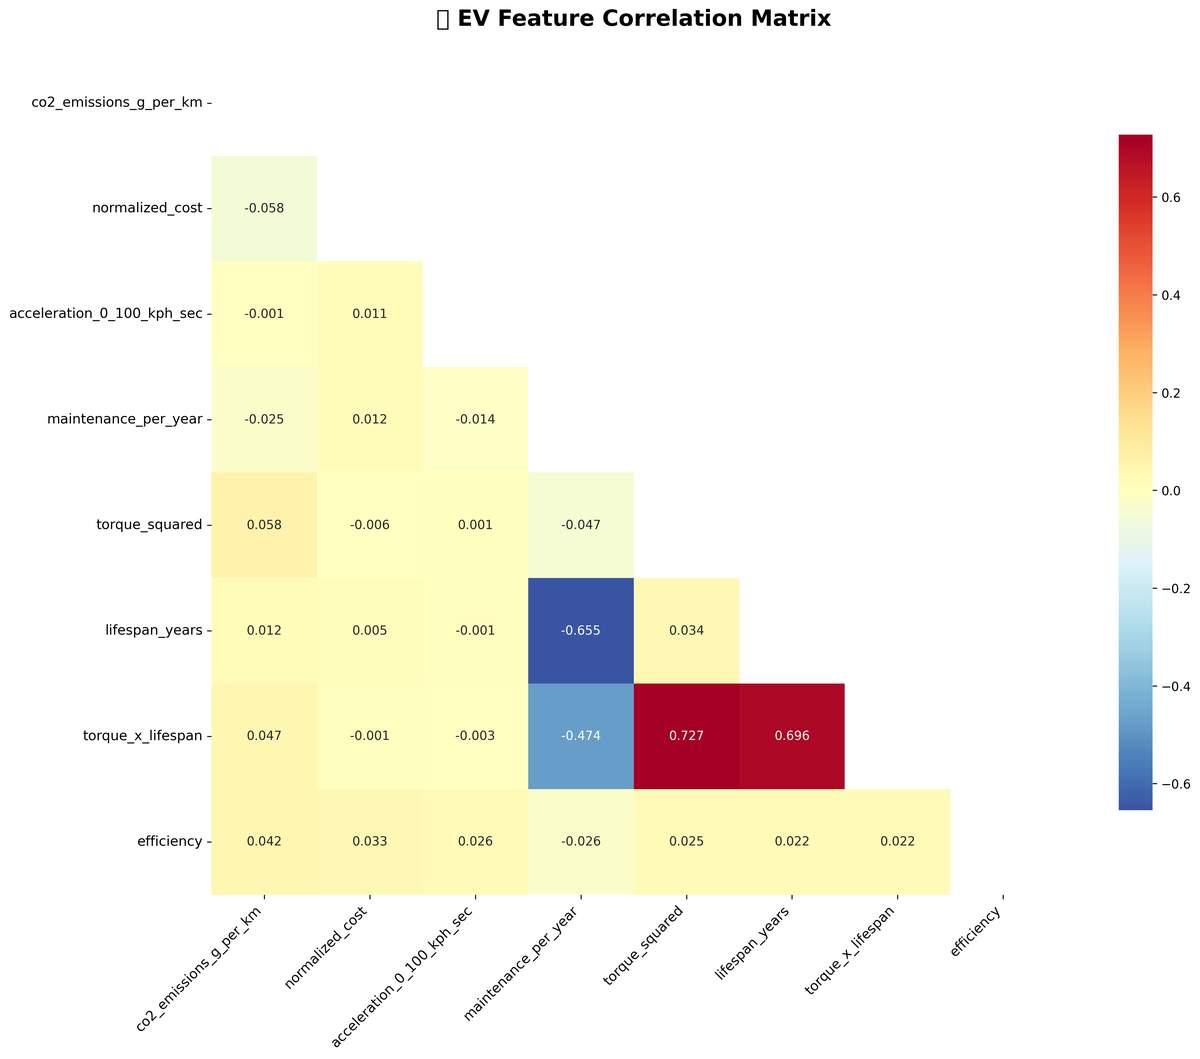 EV Feature Correlation Matrix
co2_emissions_g_per_km
normalized_cost
-0.058
acceleration_0_100_kph_sec
-0.001 0.011
maintenance_per_year
-0.025 0.012 -0.014
torque_squared
0.058 -0.006 0.001 -0.047
lifespan_years
0.012 0.005 -0.001 -0.655 0.034
torque_x_lifespan
0.047 -0.001 -0.003 -0.474 0.727 0.696
efficiency
0.042 0.033 0.026 -0.026 0.025 0.022 0.022
co2_emissions_g_per_km
normalized_cost
acceleration_0_100_kph_sec
maintenance_per_year
torque_squared
lifespan_years
torque_x_lifespan
efficiency
0.6
0.4
0.2
0.0
−0.2
−0.4
−0.6